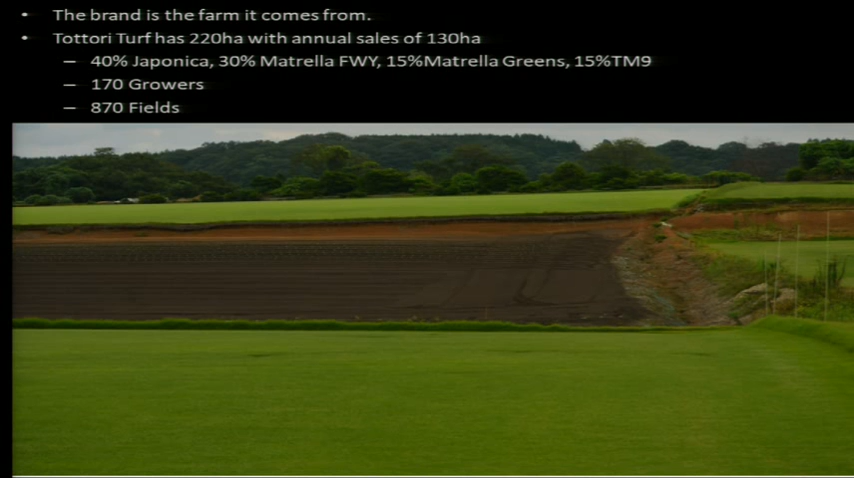 • The brand is the farm it comes from.
• Tottori Turf has 220ha with annual sales of 130ha
– 40% Japonica, 30% Matrella FWY, 15%Matrella Greens, 15%TM9
– 170 Growers
– 870 Fields